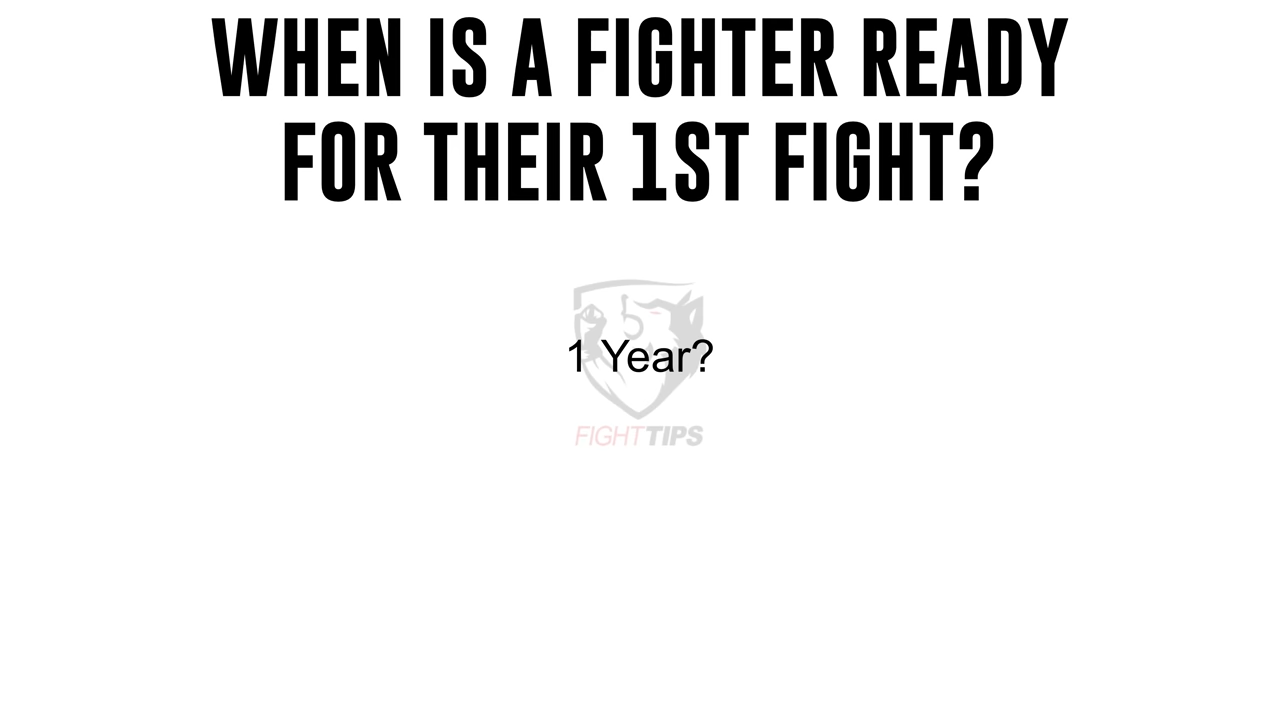 WHEN IS A FIGHTER READY
FOR THEIR 1ST FIGHT?
1 Year?
FIGHTTIPS